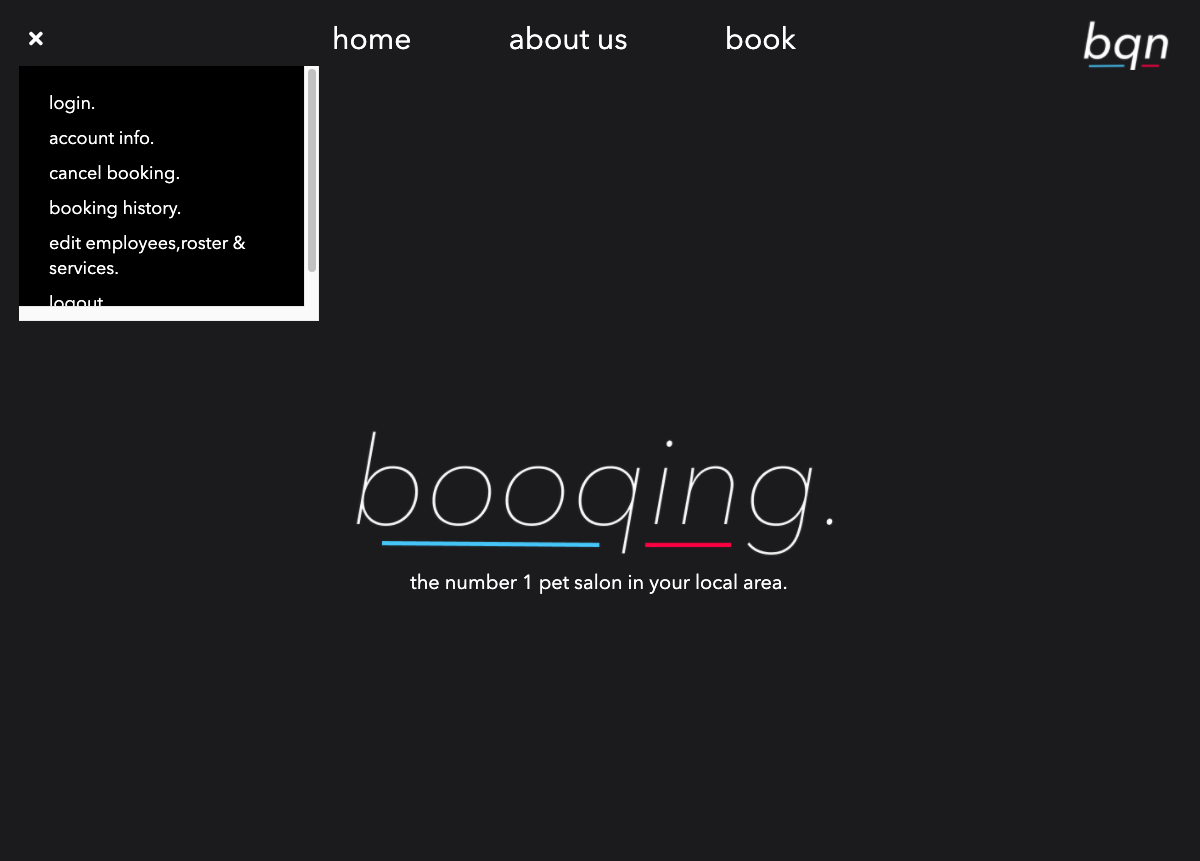 home about us book bqn
login.
account info.
cancel booking.
booking history.
edit employees,roster &
services.
logout
booqing.
the number 1 pet salon in your local area.